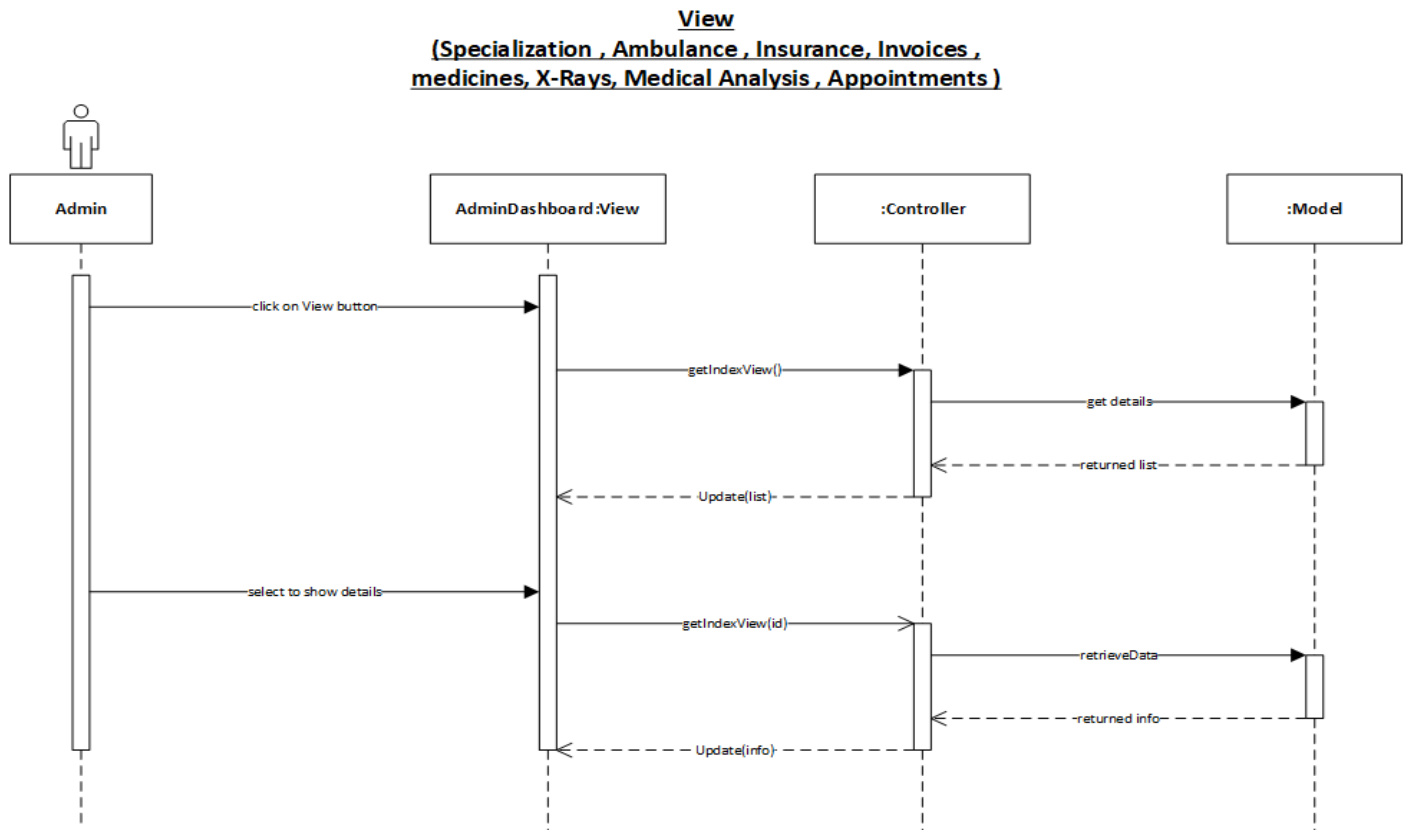 View
(Specialization , Ambulance , Insurance, Invoices ,
medicines, X-Rays, Medical Analysis , Appointments )
Admin
AdminDashboard:View
:Controller
:Model
click on View button
getIndexView()
get details
returned list
Update(list)
select to show details
getIndexView(id)
retrieveData
returned info
Update(info)